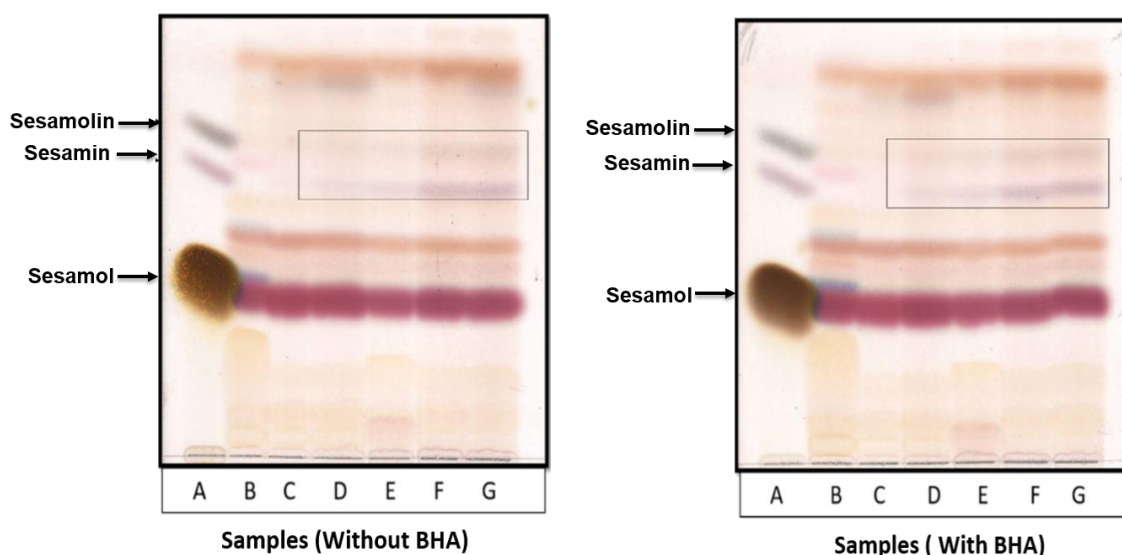 Sesamolin
Sesamin
Sesamol
A B C D E F G
Samples (Without BHA)
Sesamolin
Sesamin
Sesamol
A B C D E F G
Samples ( With BHA)